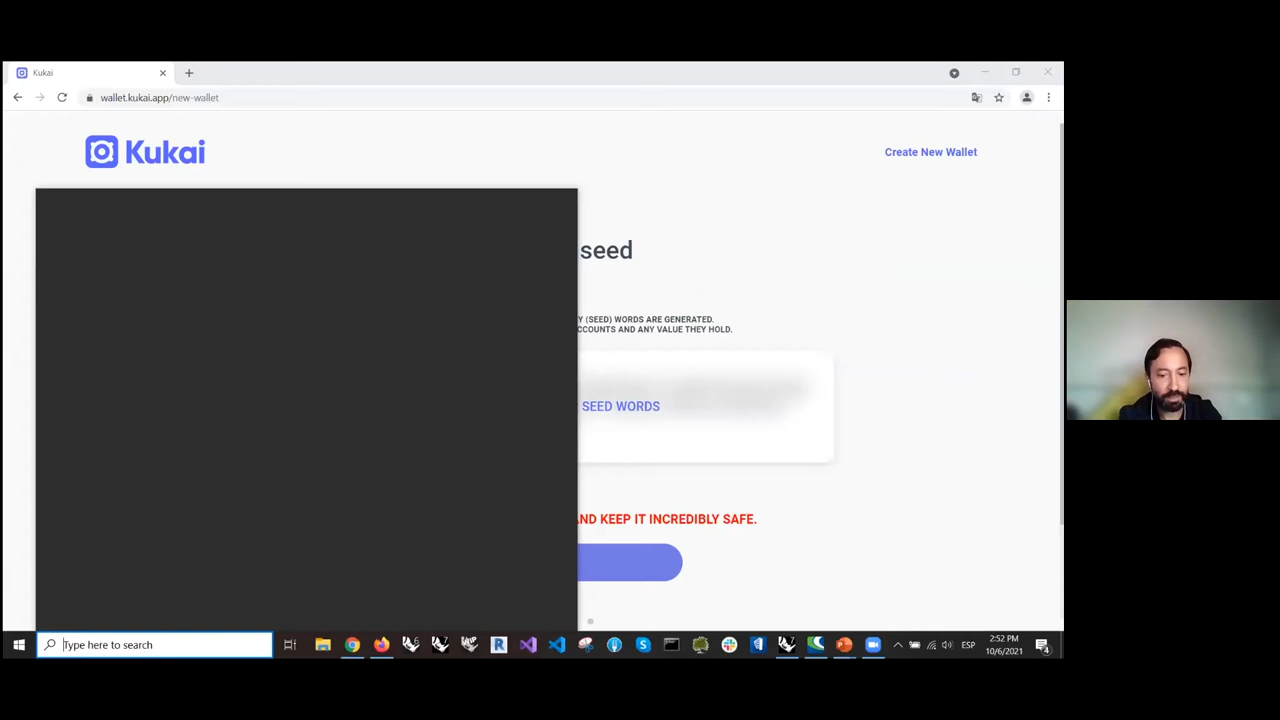 Kukai
wallet.kukai.app/new-wallet
Kukai
Create New Wallet
seed
Y (SEED) WORDS ARE GENERATED.
CCOUNTS AND ANY VALUE THEY HOLD.
SEED WORDS
AND KEEP IT INCREDIBLY SAFE.
Type here to search
ESP
2:52 PM
10/6/2021